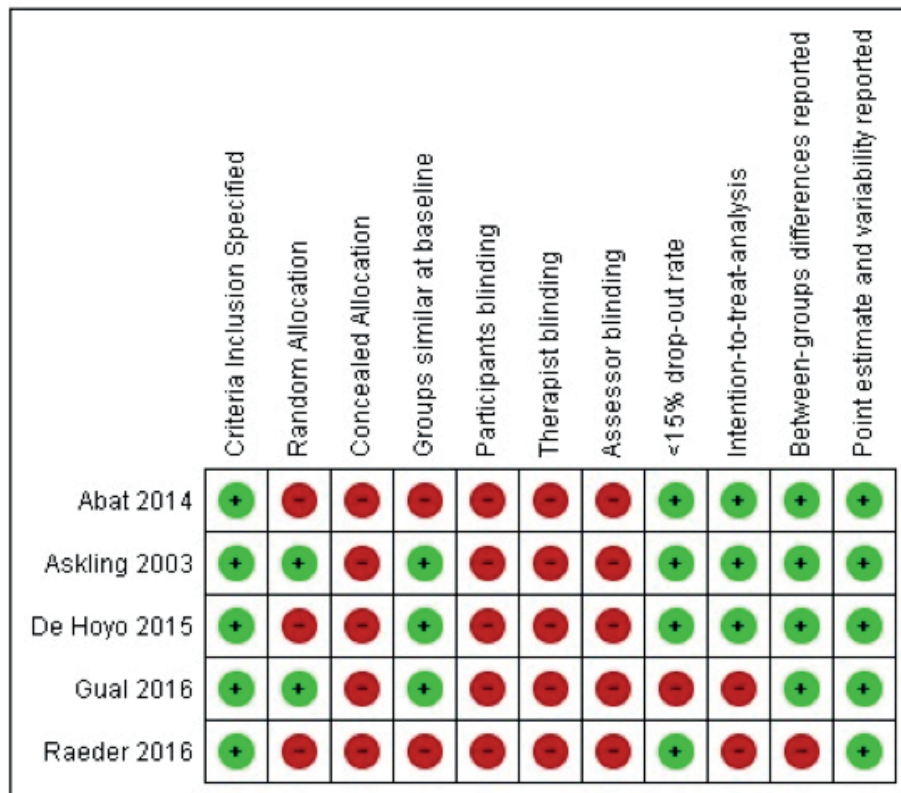 Criteria Inclusion Specified
Random Allocation
Concealed Allocation
Groups similar at baseline
Participants blinding
Therapist blinding
Assessor blinding
<15% drop-out rate
Intention-to-treat-analysis
Between-groups differences reported
Point estimate and variability reported
Abat 2014 + - - - - - - + + + +
Askling 2003 + + - + - - - + + + +
De Hoyo 2015 + - - + - - - + + + +
Gual 2016 + + - + - - - - - + +
Raeder 2016 + - - - - - - + - - +